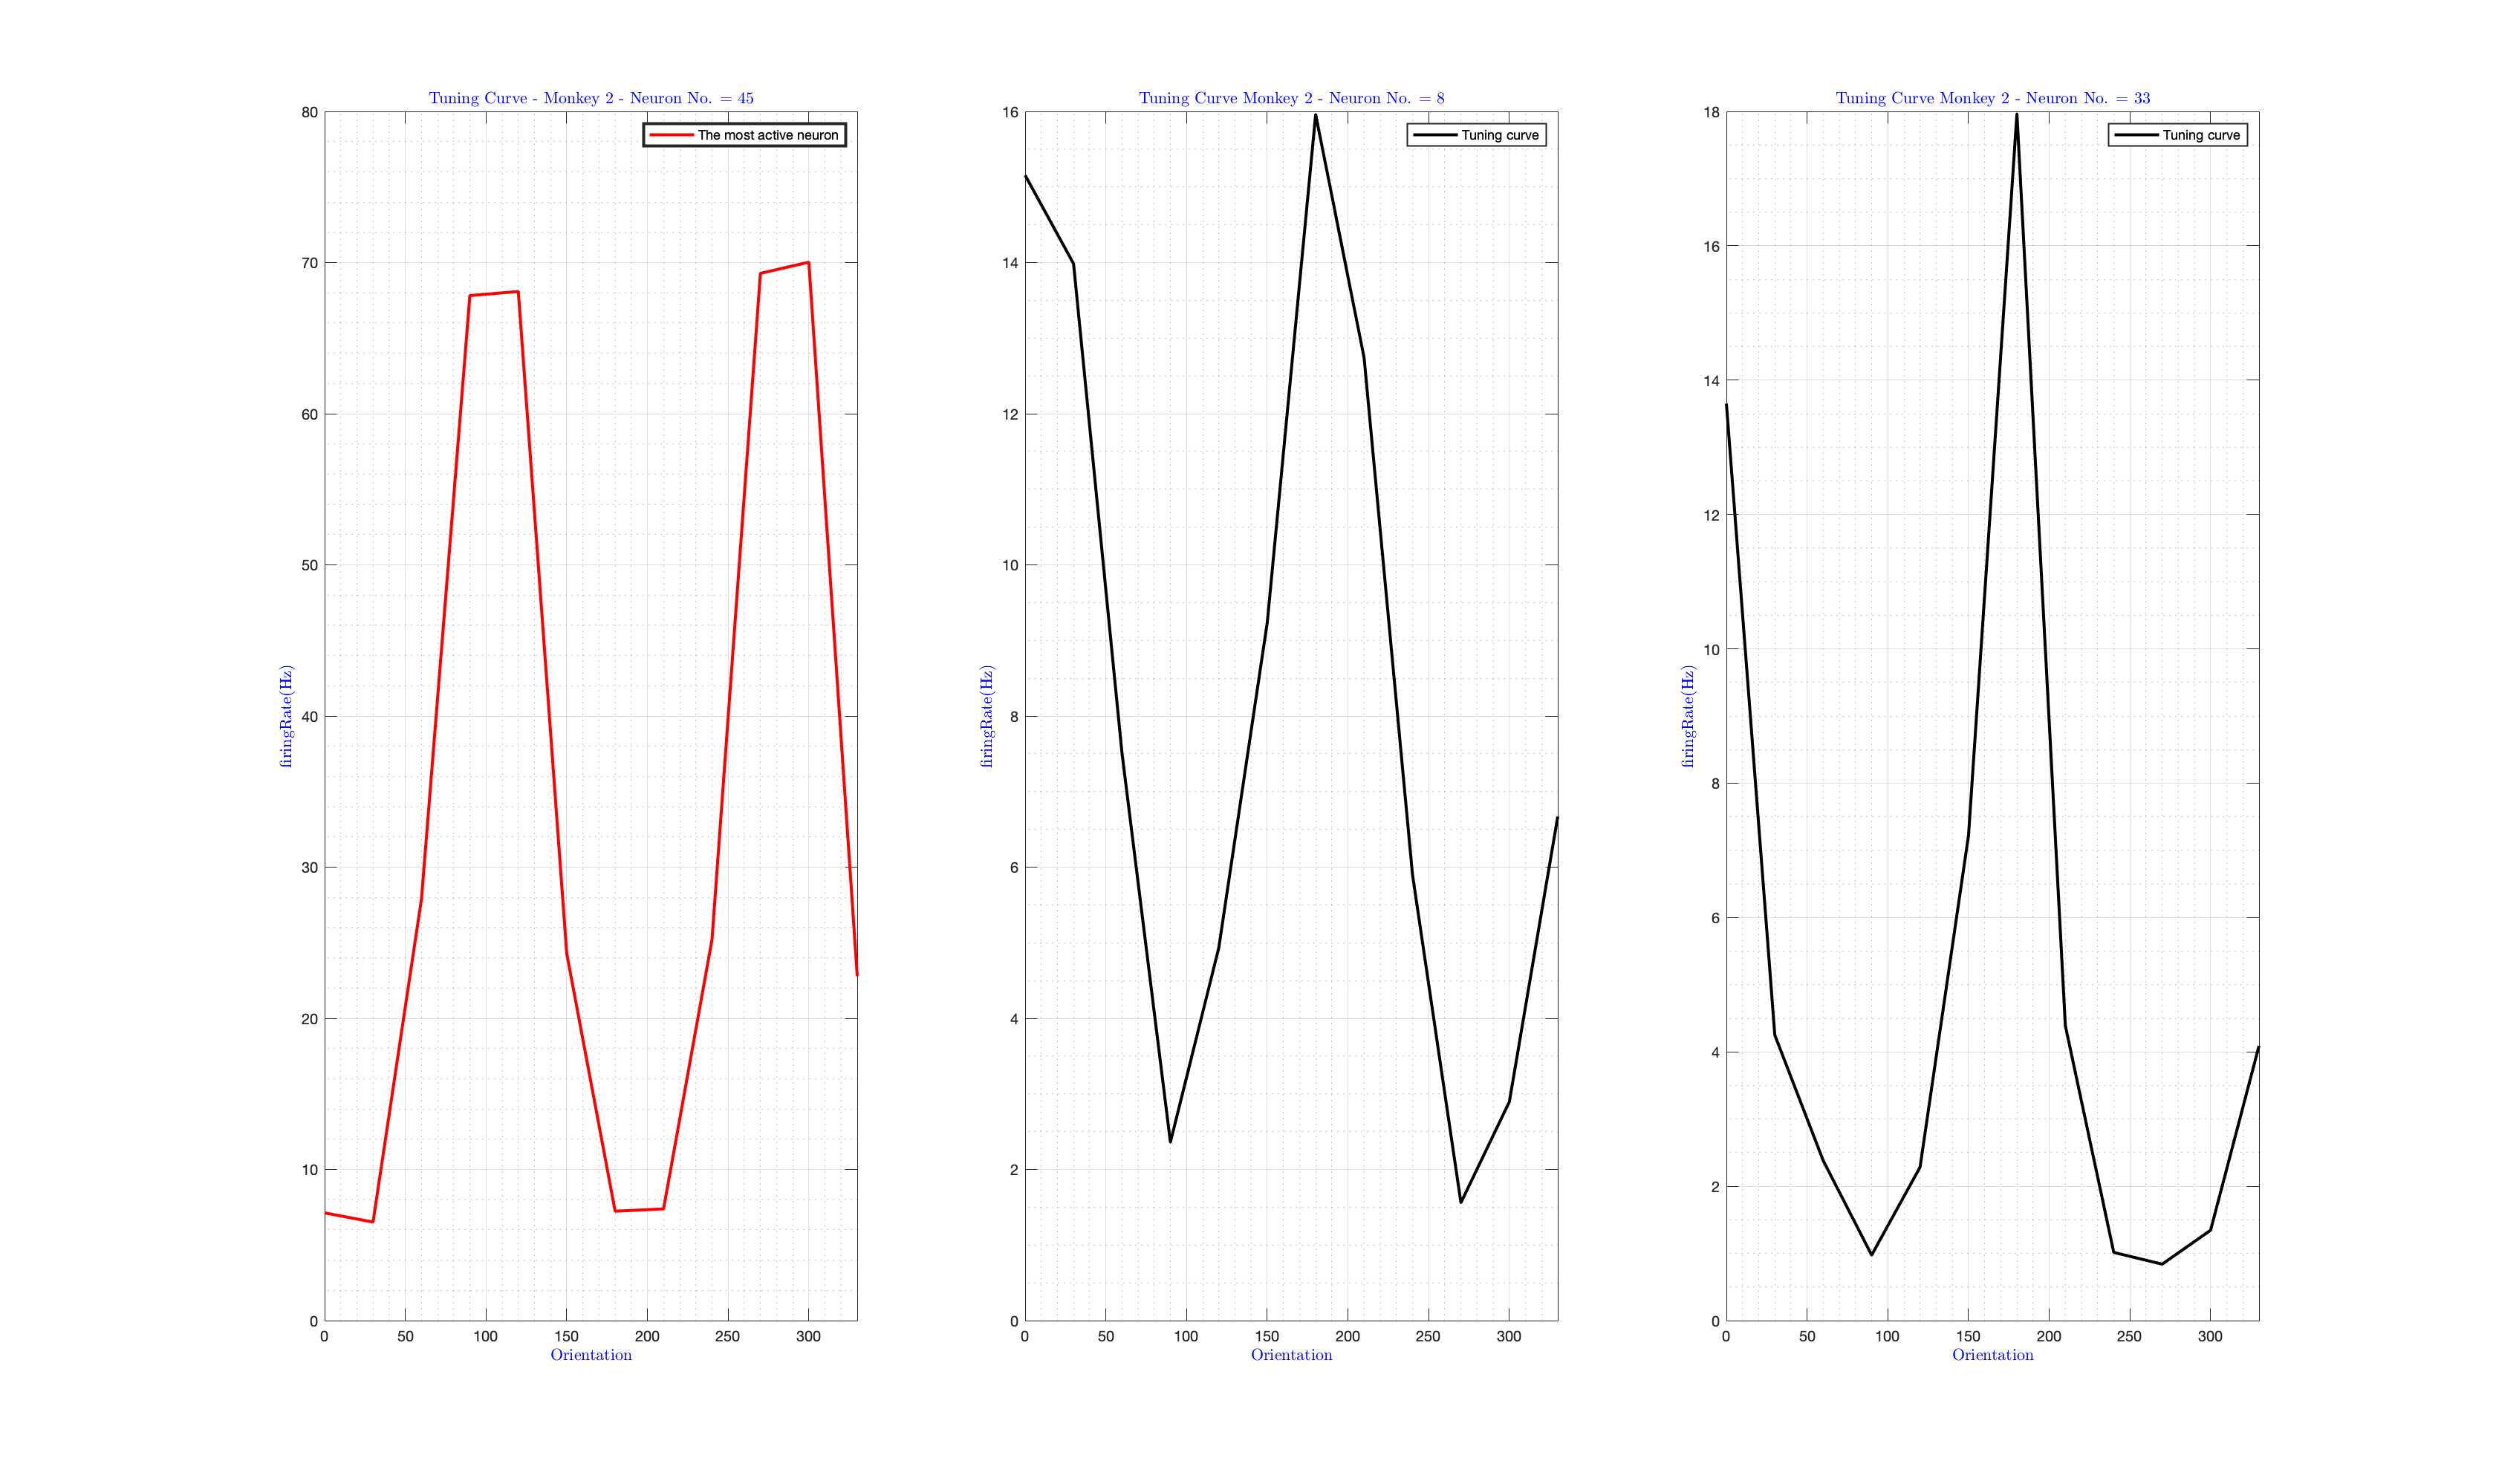 Tuning Curve - Monkey 2 - Neuron No. = 45
The most active neuron
80
70
60
50
40
30
20
10
0
firingRate(Hz)
0 50 100 150 200 250 300
Orientation
Tuning Curve Monkey 2 - Neuron No. = 8
Tuning curve
16
14
12
10
8
6
4
2
0
firingRate(Hz)
0 50 100 150 200 250 300
Orientation
Tuning Curve Monkey 2 - Neuron No. = 33
Tuning curve
18
16
14
12
10
8
6
4
2
0
firingRate(Hz)
0 50 100 150 200 250 300
Orientation